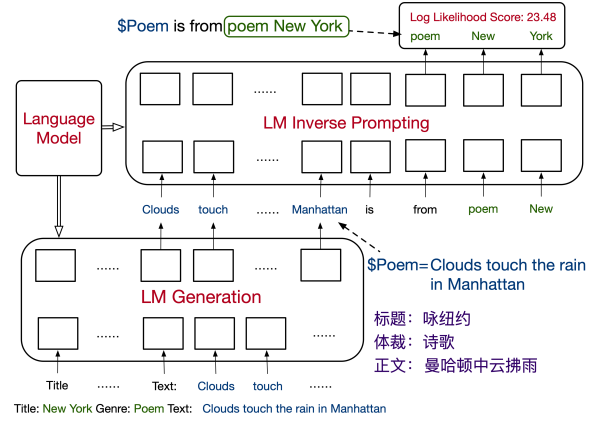 $Poem is from poem New York
Log Likelihood Score: 23.48
poem New York
Language Model
LM Inverse Prompting
......
......
Clouds touch ...... Manhattan is from poem New
$Poem=Clouds touch the rain
in Manhattan
...... ......
LM Generation
...... ......
标题：咏纽约
体裁：诗歌
正文：曼哈顿中云拂雨
Title ...... Text: Clouds touch ......
Title: New York Genre: Poem Text: Clouds touch the rain in Manhattan